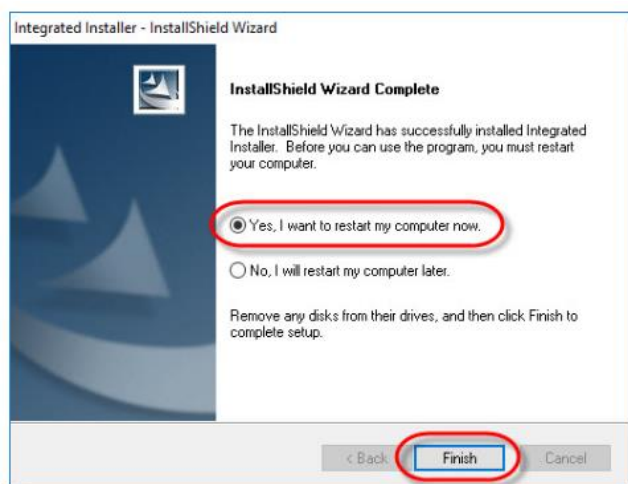 Integrated Installer - InstallShield Wizard
InstallShield Wizard Complete
The InstallShield Wizard has successfully installed Integrated
Installer. Before you can use the program, you must restart
your computer.
Yes, I want to restart my computer now.
No, I will restart my computer later.
Remove any disks from their drives, and then click Finish to
complete setup.
< Back
Finish
Cancel